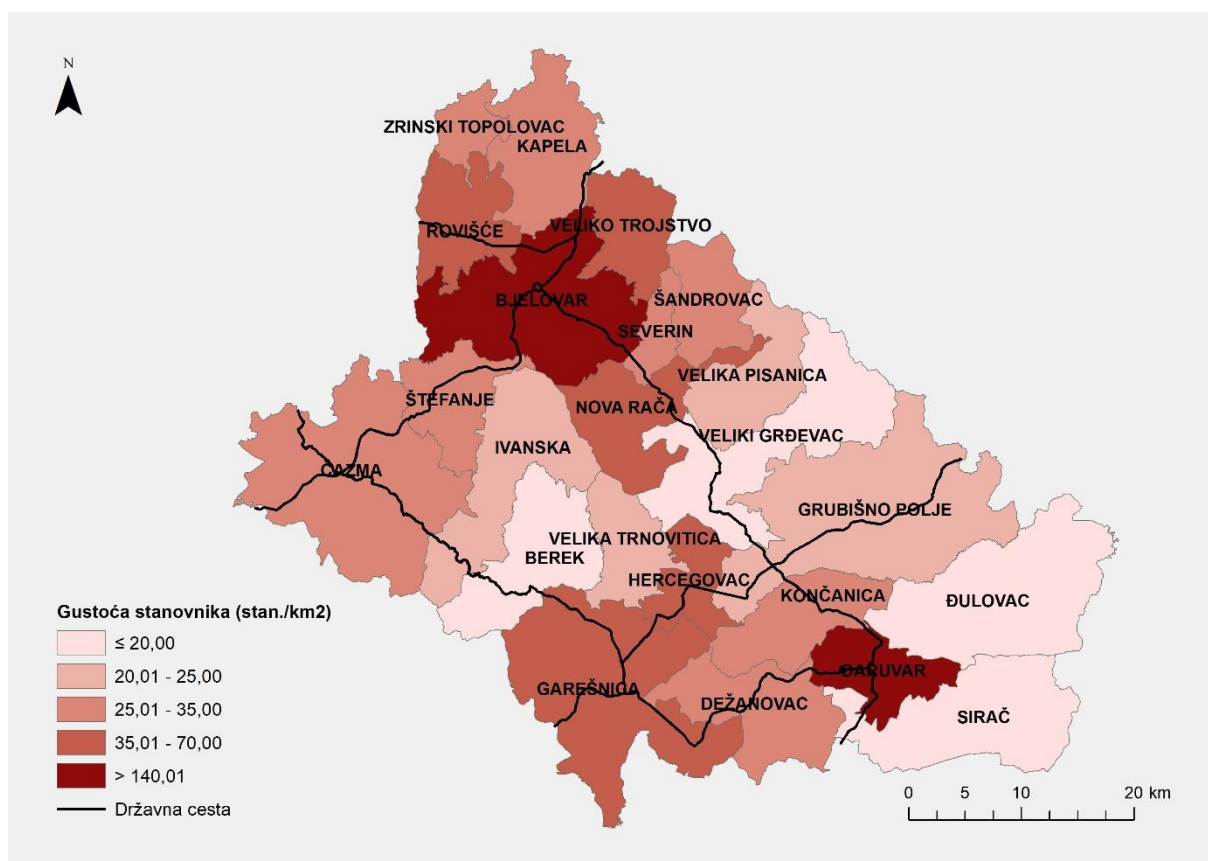 N
ZRINSKI TOPOLOVAC
KAPELA
ROVIŠĆE
VELIKO TROJSTVO
BJELOVAR
ŠANDROVAC
SEVERIN
VELIKA PISANICA
ŠTEFANJE
NOVA RAČA
VELIKI GRĐEVAC
IVANSKA
ČAZMA
GRUBIŠNO POLJE
VELIKA TRNOVITICA
BEREK
HERCEGOVAC
KONČANICA
ĐULOVAC
DARUVAR
GAREŠNICA
DEŽANOVAC
SIRAČ
Gustoća stanovnika (stan./km2)
≤ 20,00
20,01 - 25,00
25,01 - 35,00
35,01 - 70,00
> 140,01
Državna cesta
0 5 10 20 km